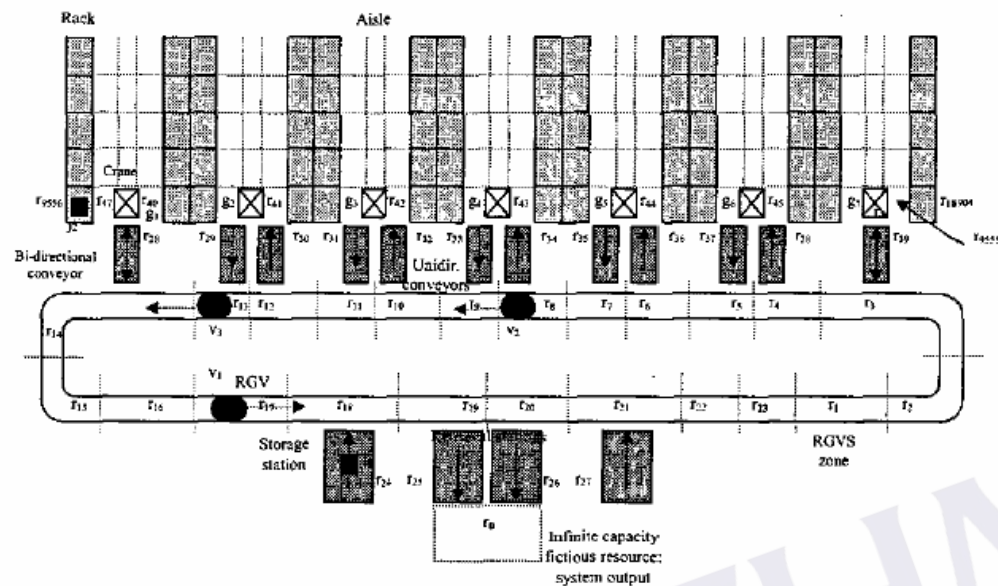 Rack
Aisle
Crane
r47
r40
g1
g2
r41
g3
r42
g4
r43
g5
r44
g6
r45
r18904
r9556
r28
r29
r30
r31
r32
r33
r34
r35
r36
r37
r38
r39
Bi-directional
conveyor
Unidir.
conveyors
r13
r12
r11
r10
r9
r8
r7
r6
r5
r4
r3
v3
v2
r14
v1
RGV
r15
r16
r17
r18
r19
r20
r21
r22
r23
r1
r2
Storage
station
RGVS
zone
r24
r25
r26
r27
r0
Infinite capacity
fictious resource:
system output